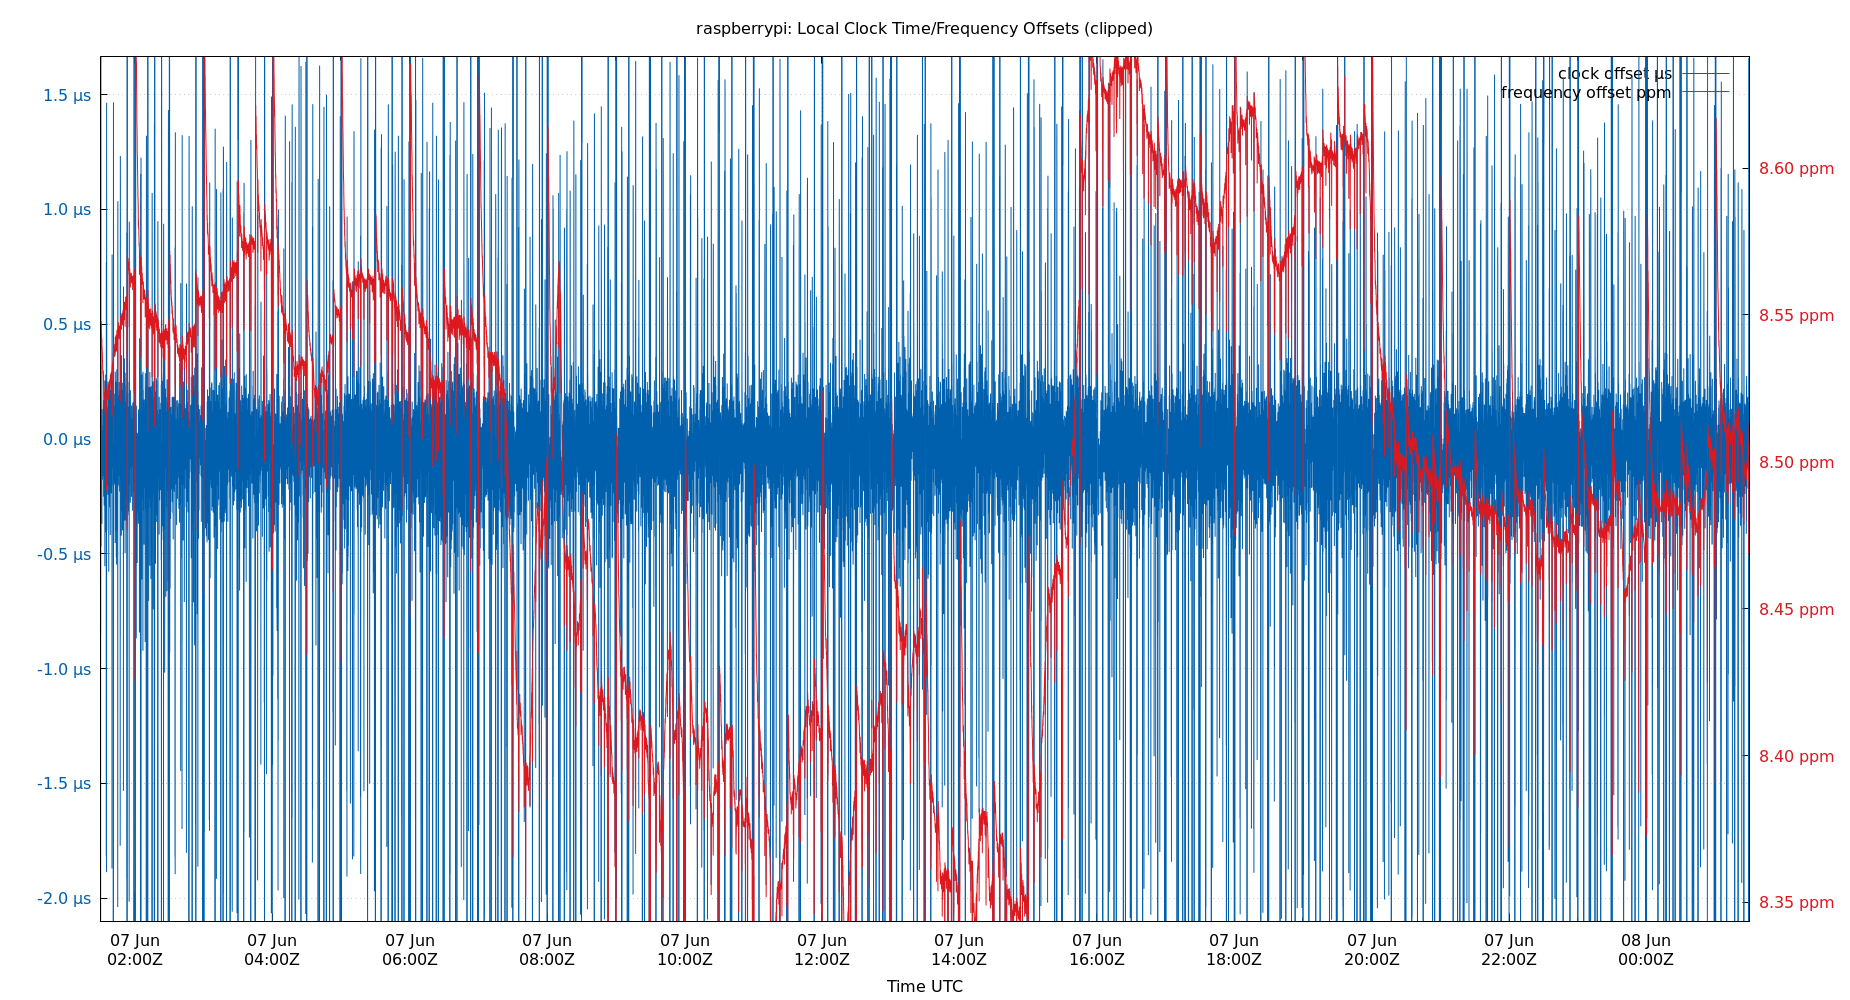 raspberrypi: Local Clock Time/Frequency Offsets (clipped)
clock offset µs
frequency offset ppm
1.5 µs
1.0 µs
0.5 µs
0.0 µs
-0.5 µs
-1.0 µs
-1.5 µs
-2.0 µs
8.60 ppm
8.55 ppm
8.50 ppm
8.45 ppm
8.40 ppm
8.35 ppm
07 Jun 07 Jun 07 Jun 07 Jun 07 Jun 07 Jun 07 Jun 07 Jun 07 Jun 07 Jun 07 Jun 08 Jun
02:00Z 04:00Z 06:00Z 08:00Z 10:00Z 12:00Z 14:00Z 16:00Z 18:00Z 20:00Z 22:00Z 00:00Z
Time UTC